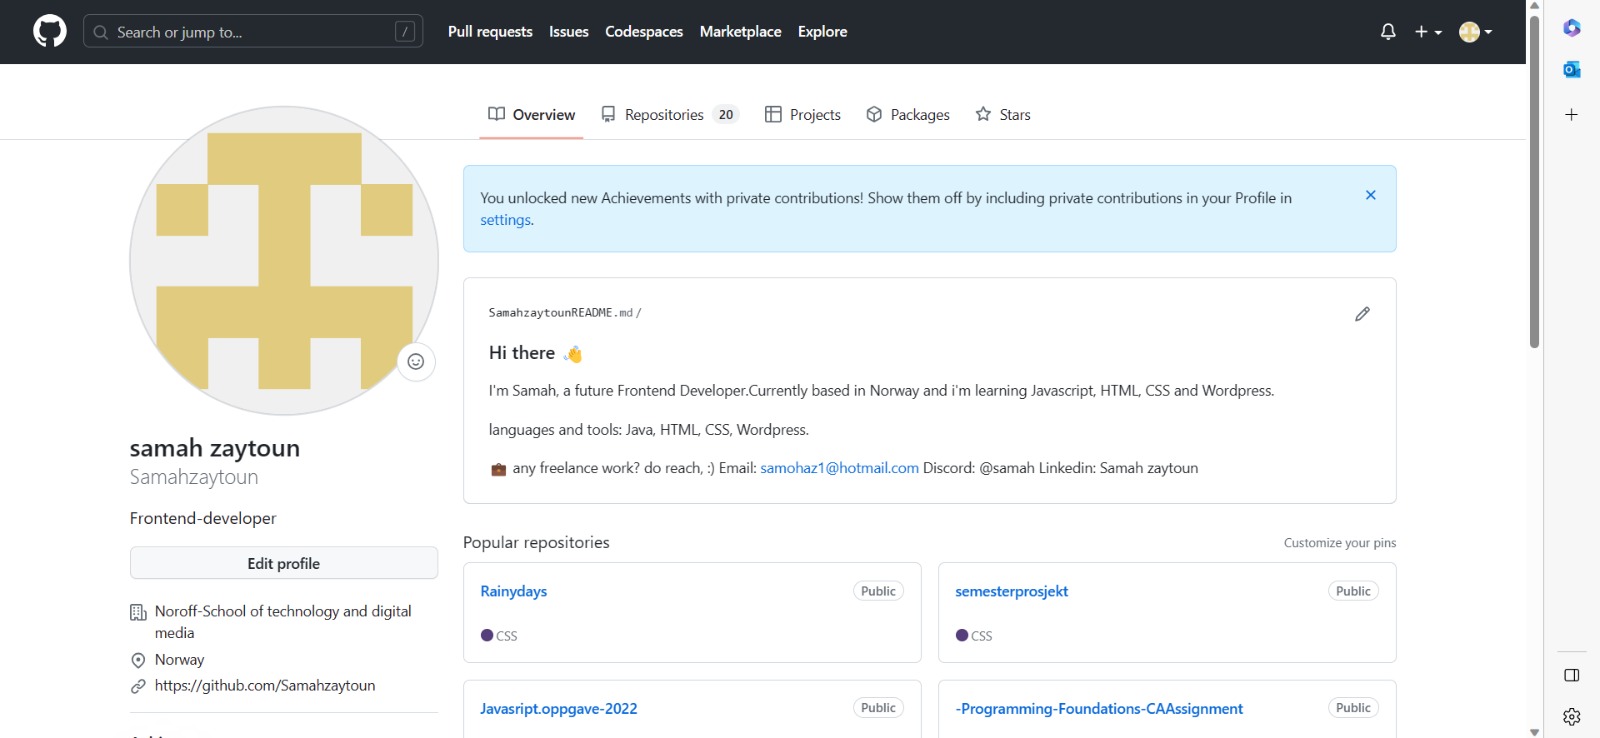 Search or jump to...
/
Pull requests
Issues
Codespaces
Marketplace
Explore
Overview
Repositories 20
Projects
Packages
Stars
You unlocked new Achievements with private contributions! Show them off by including private contributions in your Profile in
settings.
SamahzaytounREADME.md /
Hi there 👋
I'm Samah, a future Frontend Developer.Currently based in Norway and i'm learning Javascript, HTML, CSS and Wordpress.
languages and tools: Java, HTML, CSS, Wordpress.
💼 any freelance work? do reach, :) Email: samohaz1@hotmail.com Discord: @samah Linkedin: Samah zaytoun
samah zaytoun
Samahzaytoun
Frontend-developer
Edit profile
Noroff-School of technology and digital
media
Norway
https://github.com/Samahzaytoun
Popular repositories
Customize your pins
Rainydays
Public
CSS
semesterprosjekt
Public
CSS
Javasript.oppgave-2022
Public
-Programming-Foundations-CAAssignment
Public